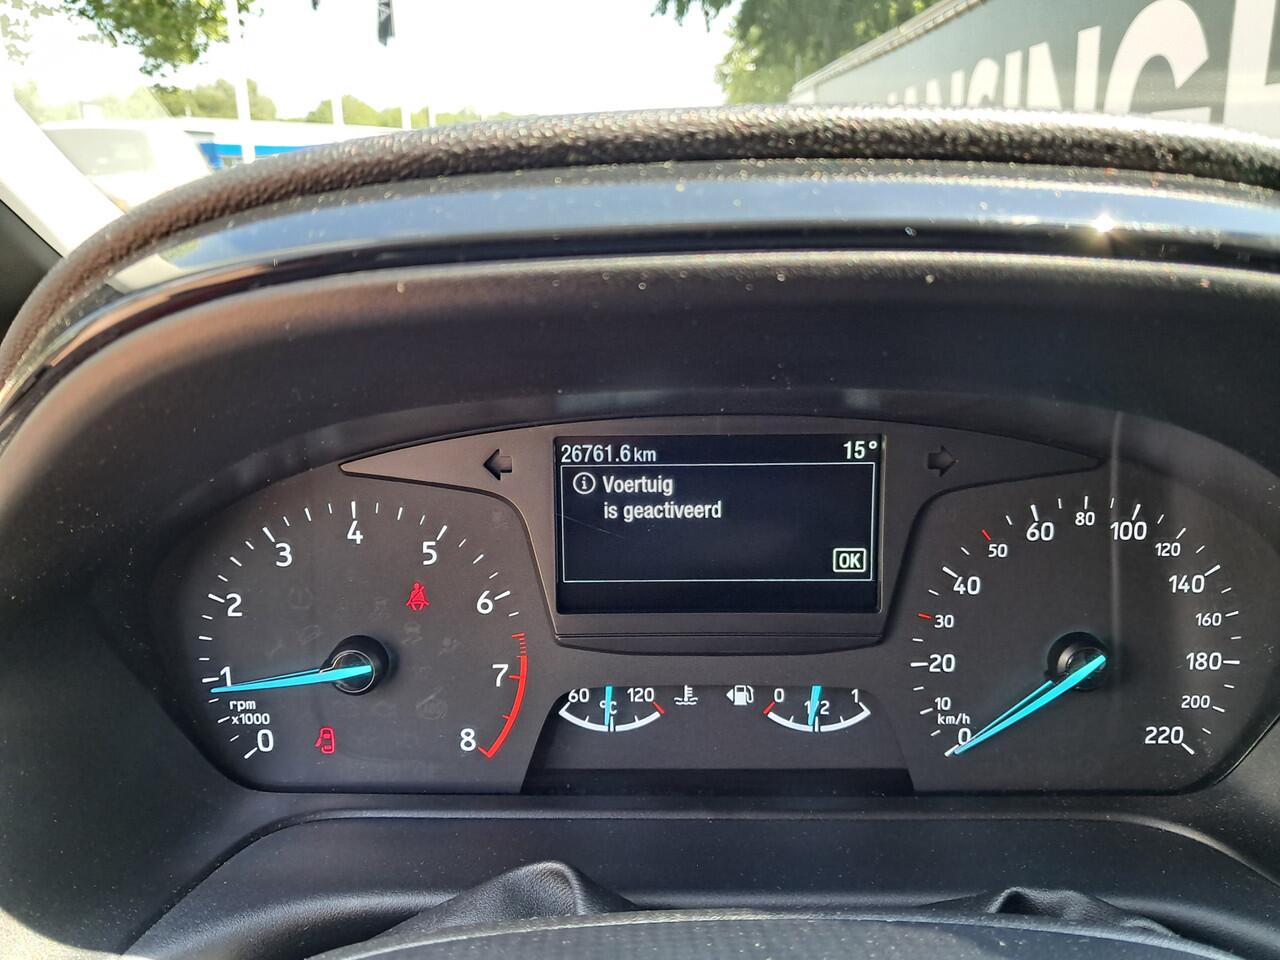 ANSINGH
26761.6 km 15°
Voertuig
is geactiveerd
OK
0 1 2 3 4 5 6 7 8
rpm
x1000
60 120
°C
0 1/2 1
0 10 20 30 40 50 60 80 100 120 140 160 180 200 220
km/h